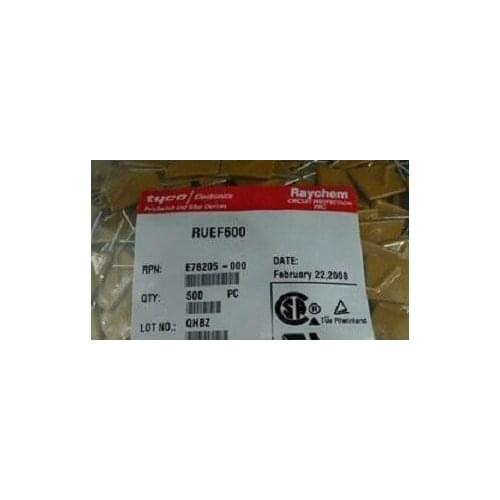 tyco / Electronics
Raychem
CIRCUIT PROTECTION
RUEF600
RPN: E76205-000
DATE:
February 22,2008
QTY: 500 PC
LOT NO.: QHBZ
TUV Rheinland